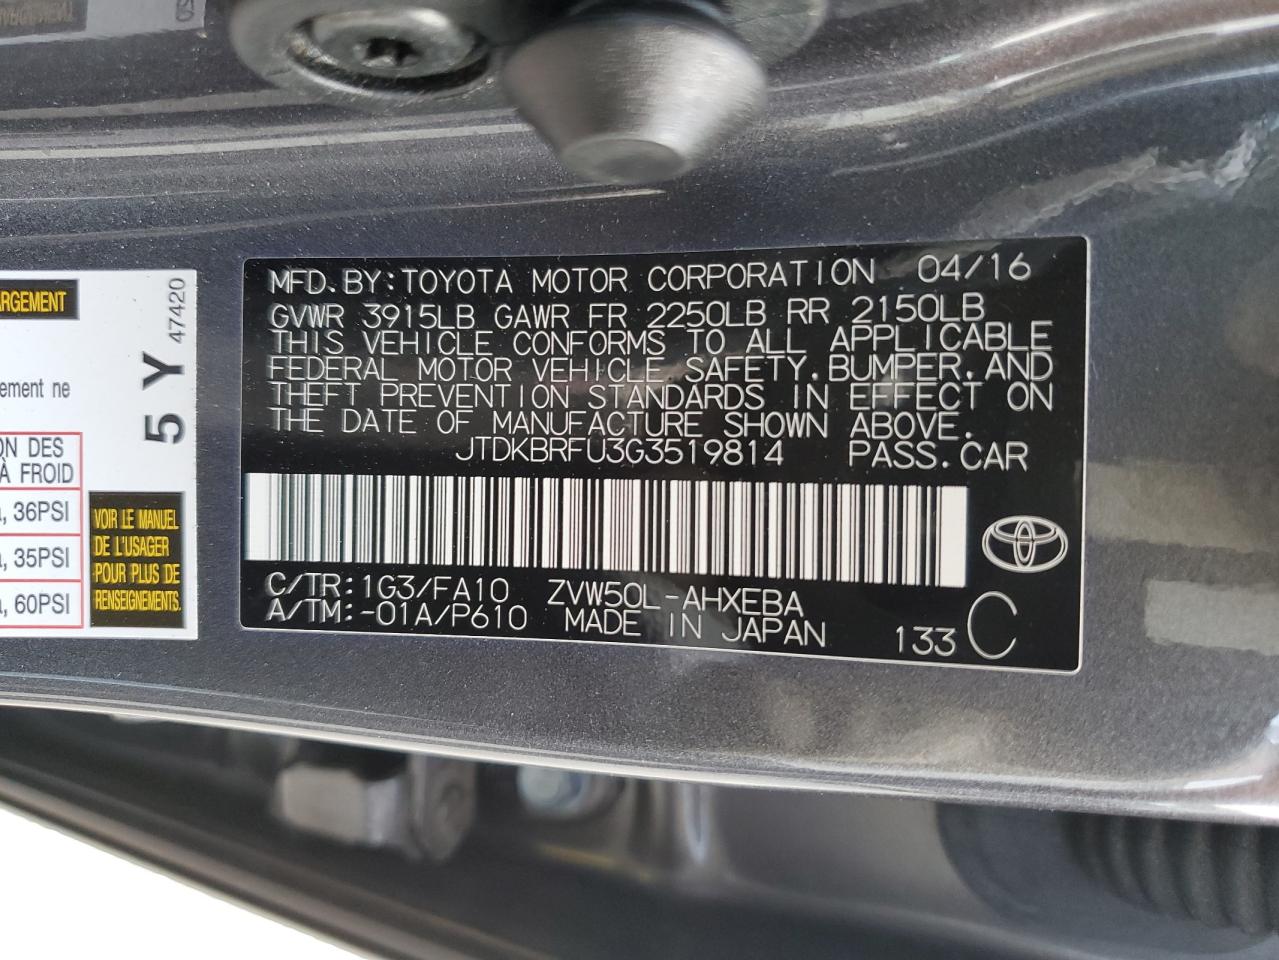 MFD.BY:TOYOTA MOTOR CORPORATION 04/16
GVWR 3915LB GAWR FR 2250LB RR 2150LB
THIS VEHICLE CONFORMS TO ALL APPLICABLE
FEDERAL MOTOR VEHICLE SAFETY,BUMPER,AND
THEFT PREVENTION STANDARDS IN EFFECT ON
THE DATE OF MANUFACTURE SHOWN ABOVE.
JTDKBRFU3G3519814 PASS.CAR
C/TR:1G3/FA10 ZVW50L-AHXEBA
A/TM:-01A/P610 MADE IN JAPAN 133 C
ARGEMENT
ement ne
ON DES
À FROID
, 36PSI
, 35PSI
, 60PSI
5 Y 47420
VOIR LE MANUEL
DE L'USAGER
POUR PLUS DE
RENSEIGNEMENTS.